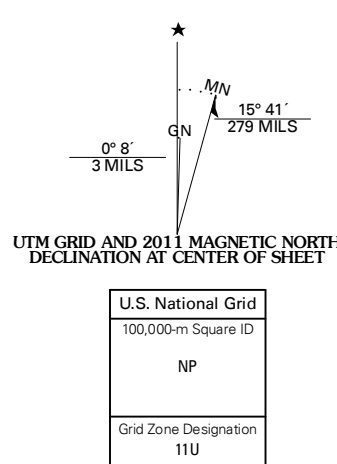 ★
MN
15° 41´
279 MILS
GN
0° 8´
3 MILS
UTM GRID AND 2011 MAGNETIC NORTH
DECLINATION AT CENTER OF SHEET
U.S. National Grid
100,000-m Square ID
NP
Grid Zone Designation
11U